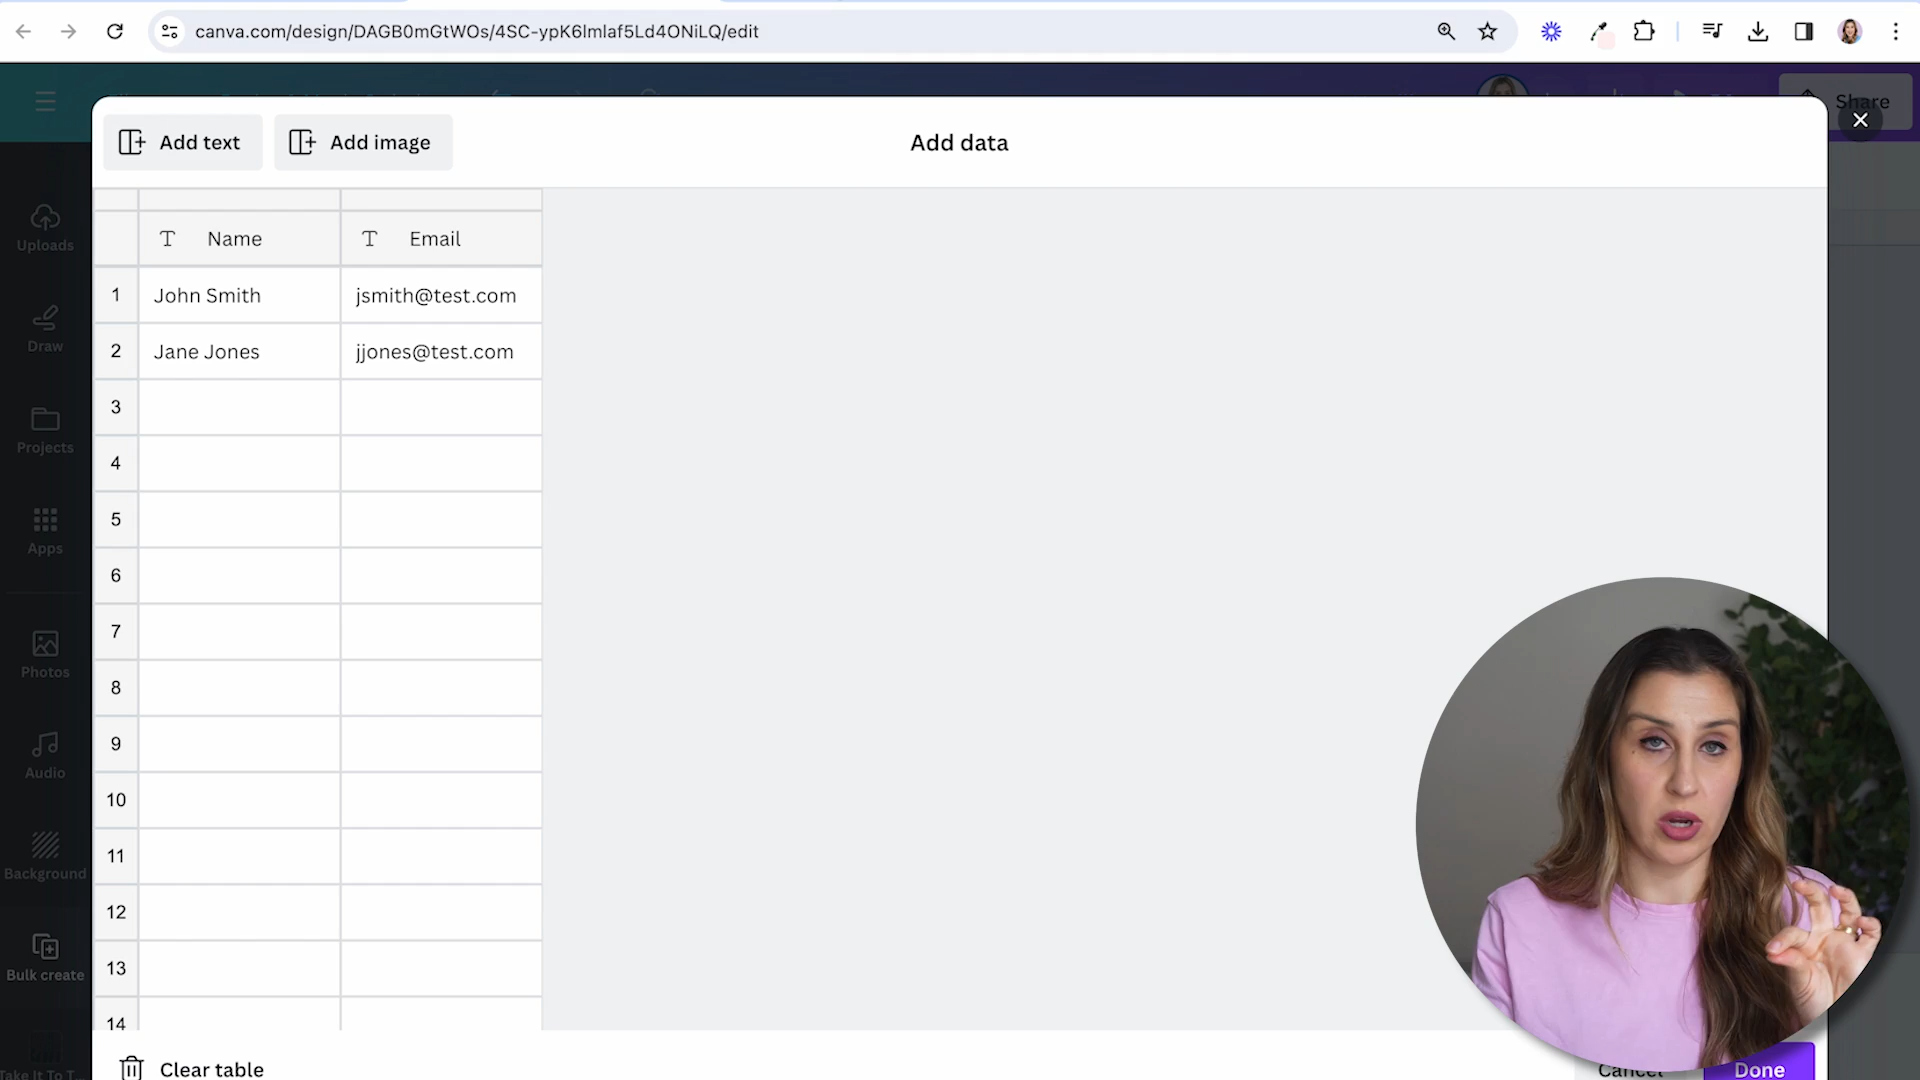 canva.com/design/DAGB0mGtWOs/4SC-ypK6lmlaf5Ld4ONiLQ/edit
Share
Add text
Add image
Add data
Name Email
1 John Smith jsmith@test.com
2 Jane Jones jjones@test.com
3
4
5
6
7
8
9
10
11
12
13
14
Uploads
Draw
Projects
Apps
Photos
Audio
Background
Bulk create
Take It To T...
Clear table
Cancel
Done